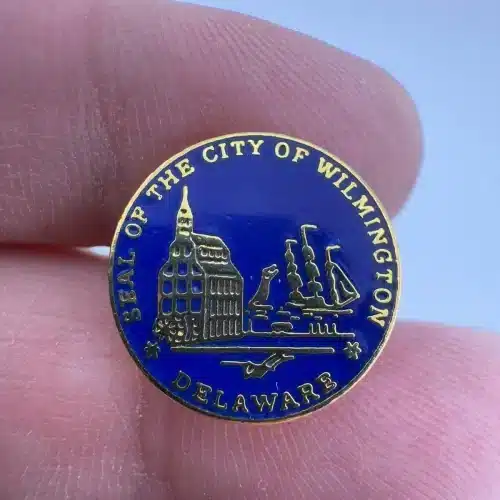 SEAL OF THE CITY OF WILMINGTON
DELAWARE